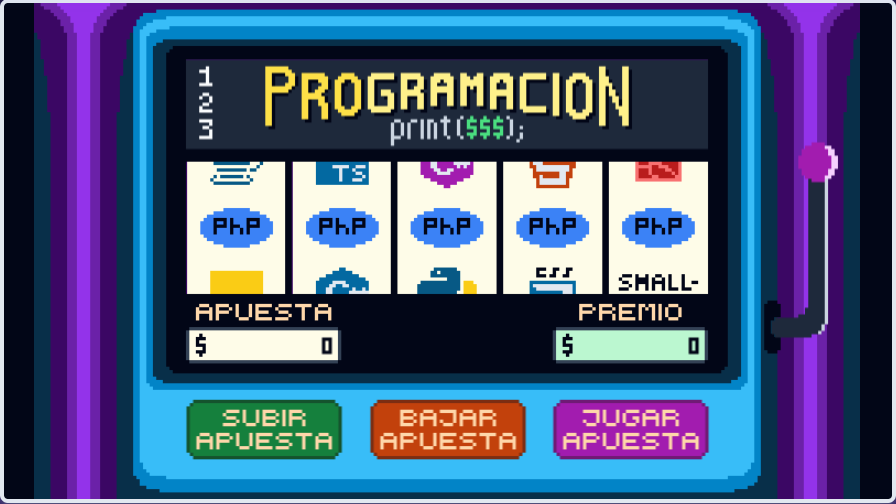 1
2
3
PROGRAMACION
print($$$);
TS
PhP PhP PhP PhP PhP
css
SMALL-
APUESTA
PREMIO
$ 0
$ 0
SUBIR
APUESTA
BAJAR
APUESTA
JUGAR
APUESTA